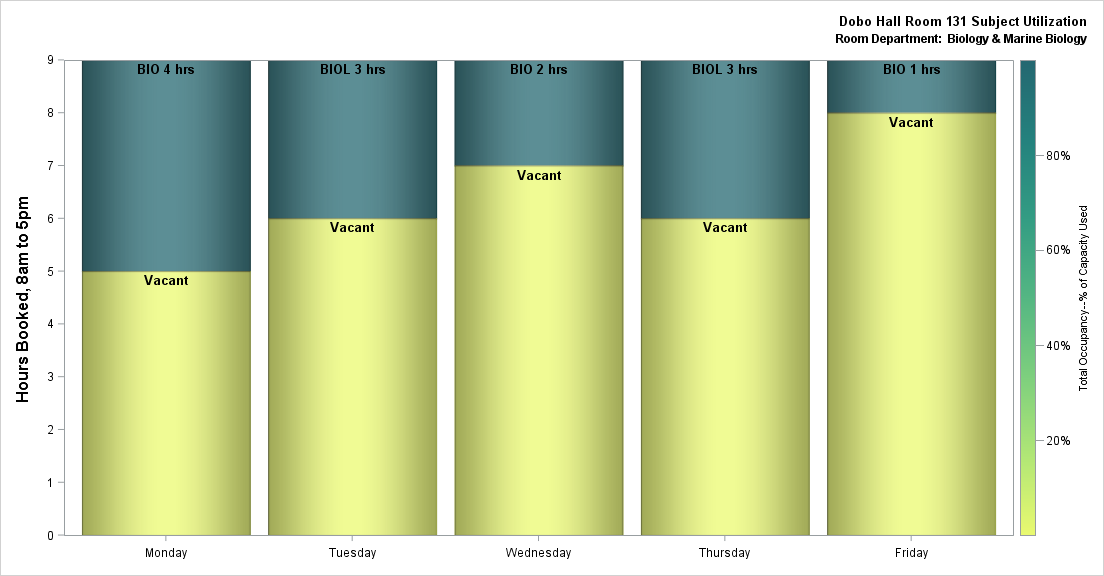 Dobo Hall Room 131 Subject Utilization
Room Department: Biology & Marine Biology
Hours Booked, 8am to 5pm
9
8
7
6
5
4
3
2
1
0
BIO 4 hrs
Vacant
BIOL 3 hrs
Vacant
BIO 2 hrs
Vacant
BIOL 3 hrs
Vacant
BIO 1 hrs
Vacant
Monday
Tuesday
Wednesday
Thursday
Friday
80%
60%
40%
20%
Total Occupancy--% of Capacity Used